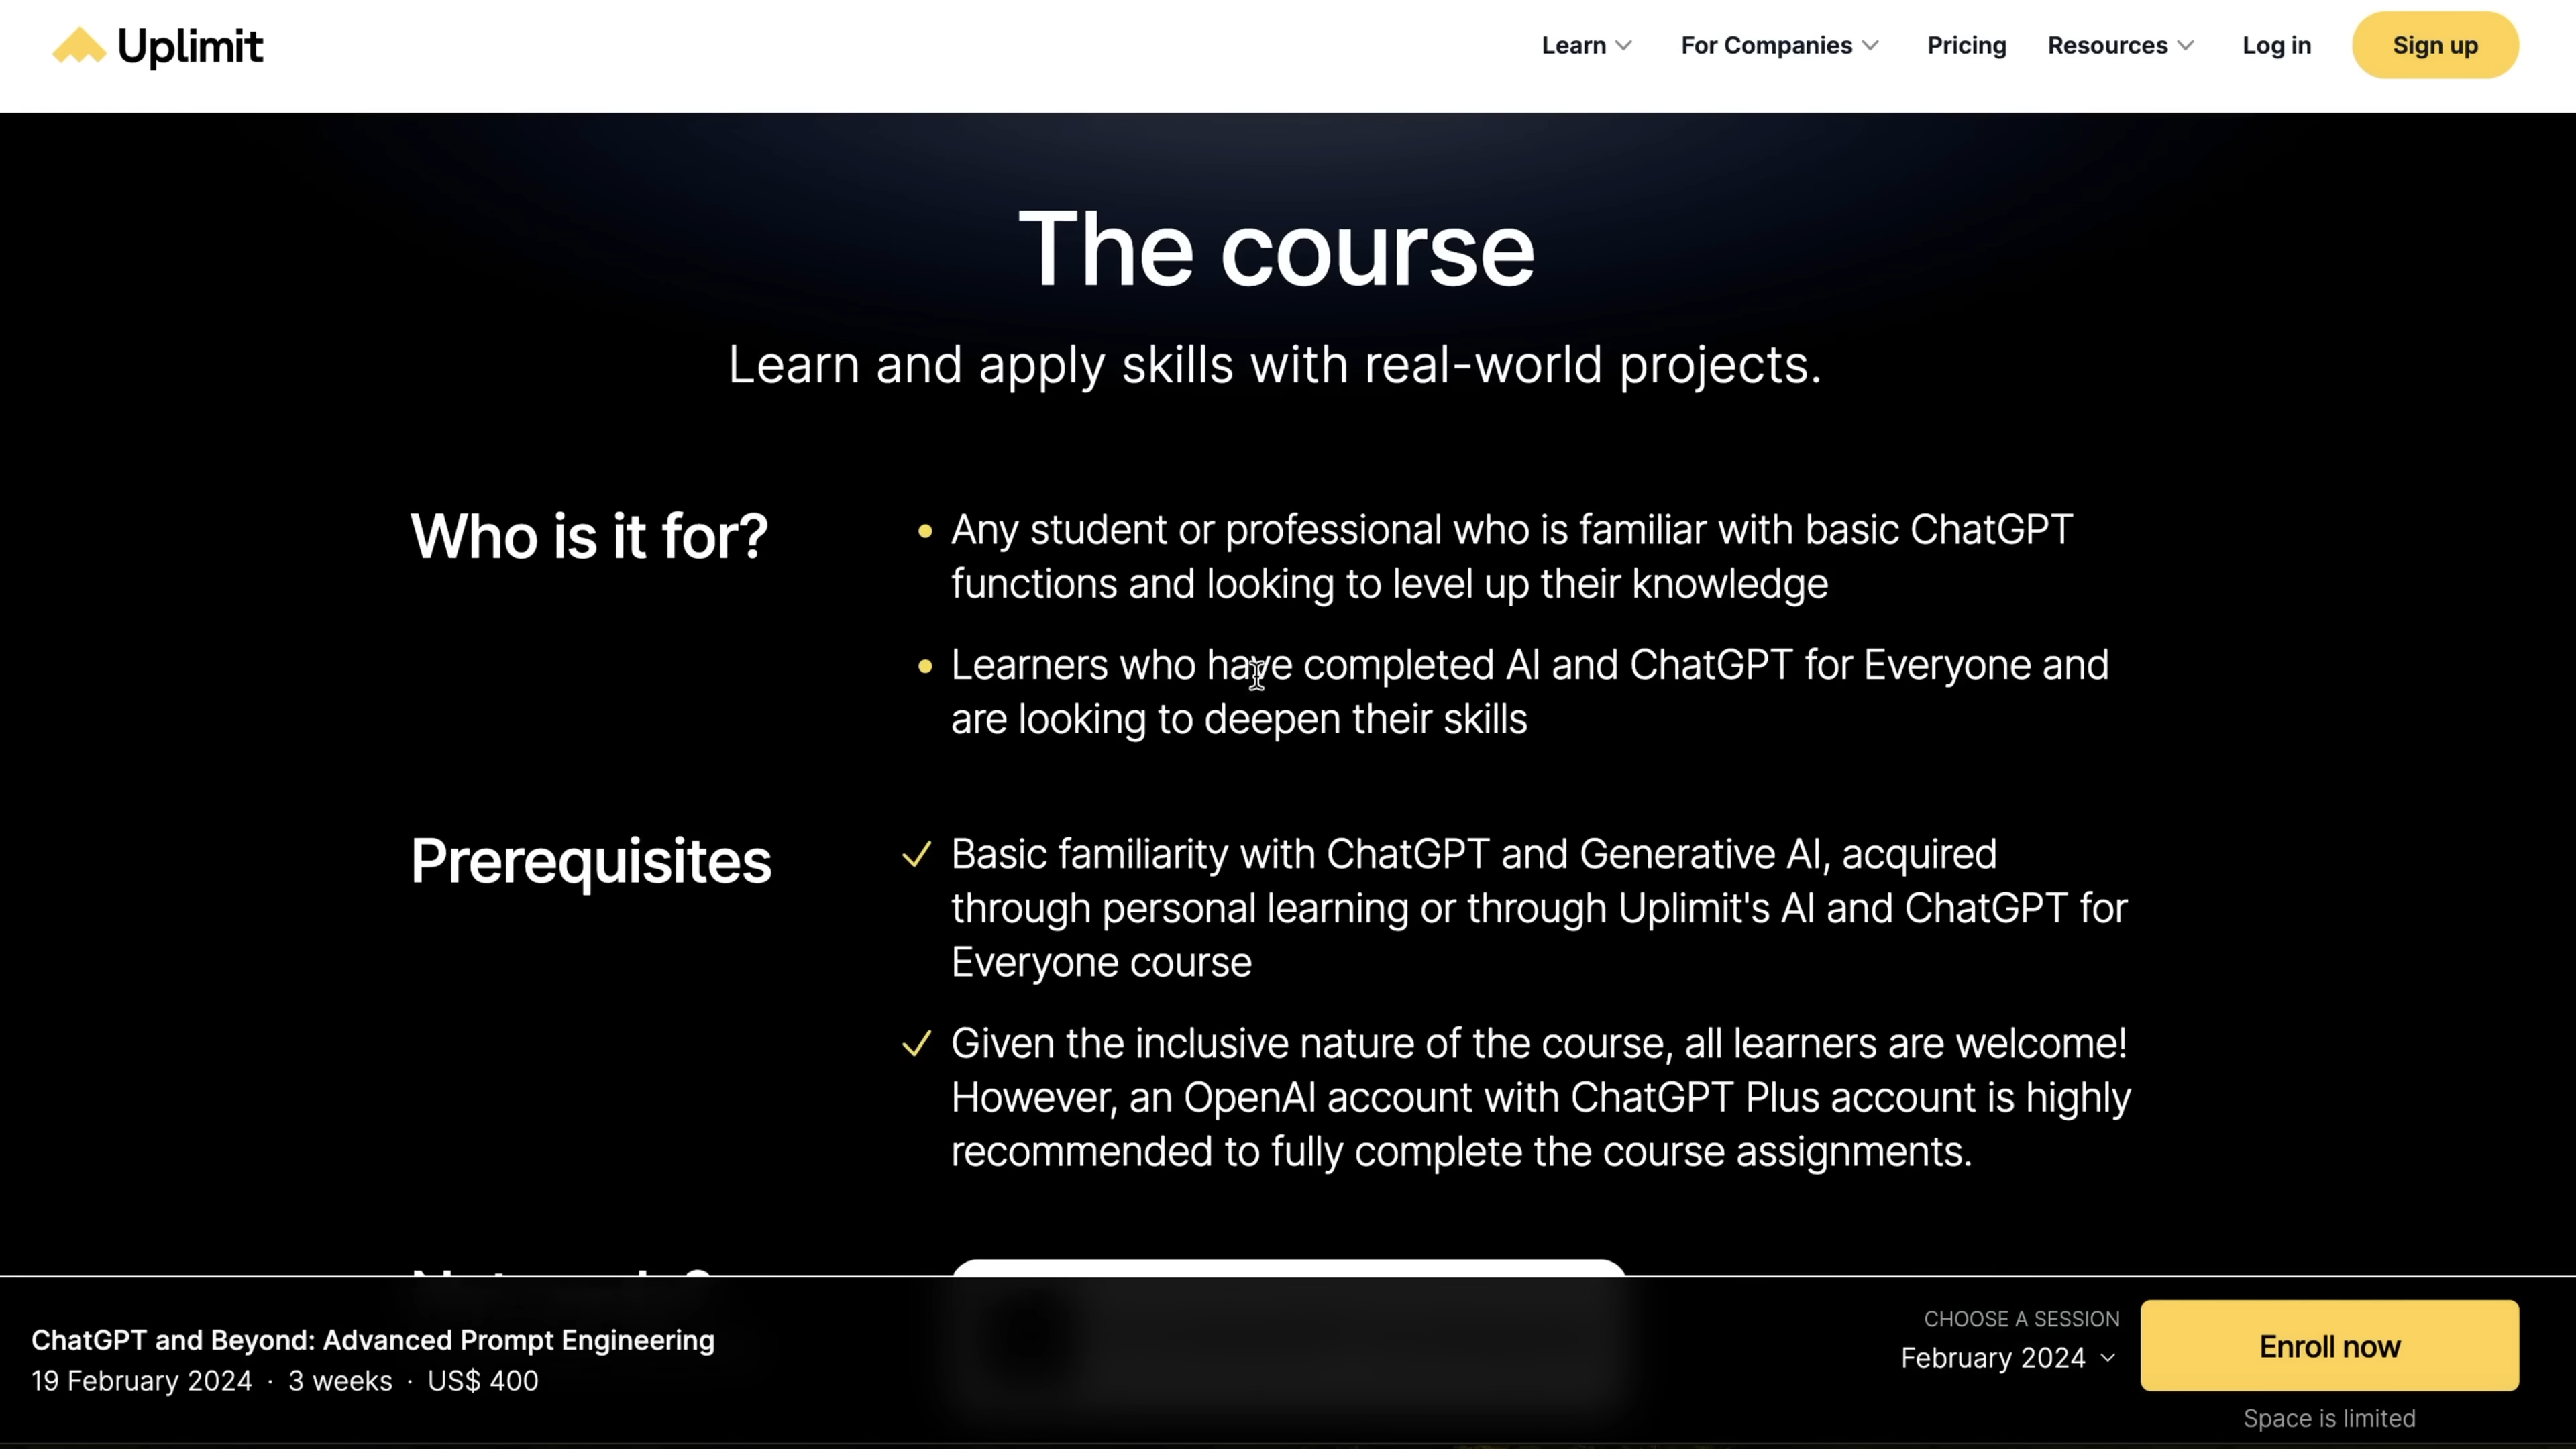 Uplimit
Learn
For Companies
Pricing
Resources
Log in
Sign up
The course
Learn and apply skills with real-world projects.
Who is it for?
Any student or professional who is familiar with basic ChatGPT
functions and looking to level up their knowledge
Learners who have completed AI and ChatGPT for Everyone and
are looking to deepen their skills
Prerequisites
Basic familiarity with ChatGPT and Generative AI, acquired
through personal learning or through Uplimit's AI and ChatGPT for
Everyone course
Given the inclusive nature of the course, all learners are welcome!
However, an OpenAI account with ChatGPT Plus account is highly
recommended to fully complete the course assignments.
ChatGPT and Beyond: Advanced Prompt Engineering
19 February 2024 · 3 weeks · US$ 400
CHOOSE A SESSION
February 2024
Enroll now
Space is limited